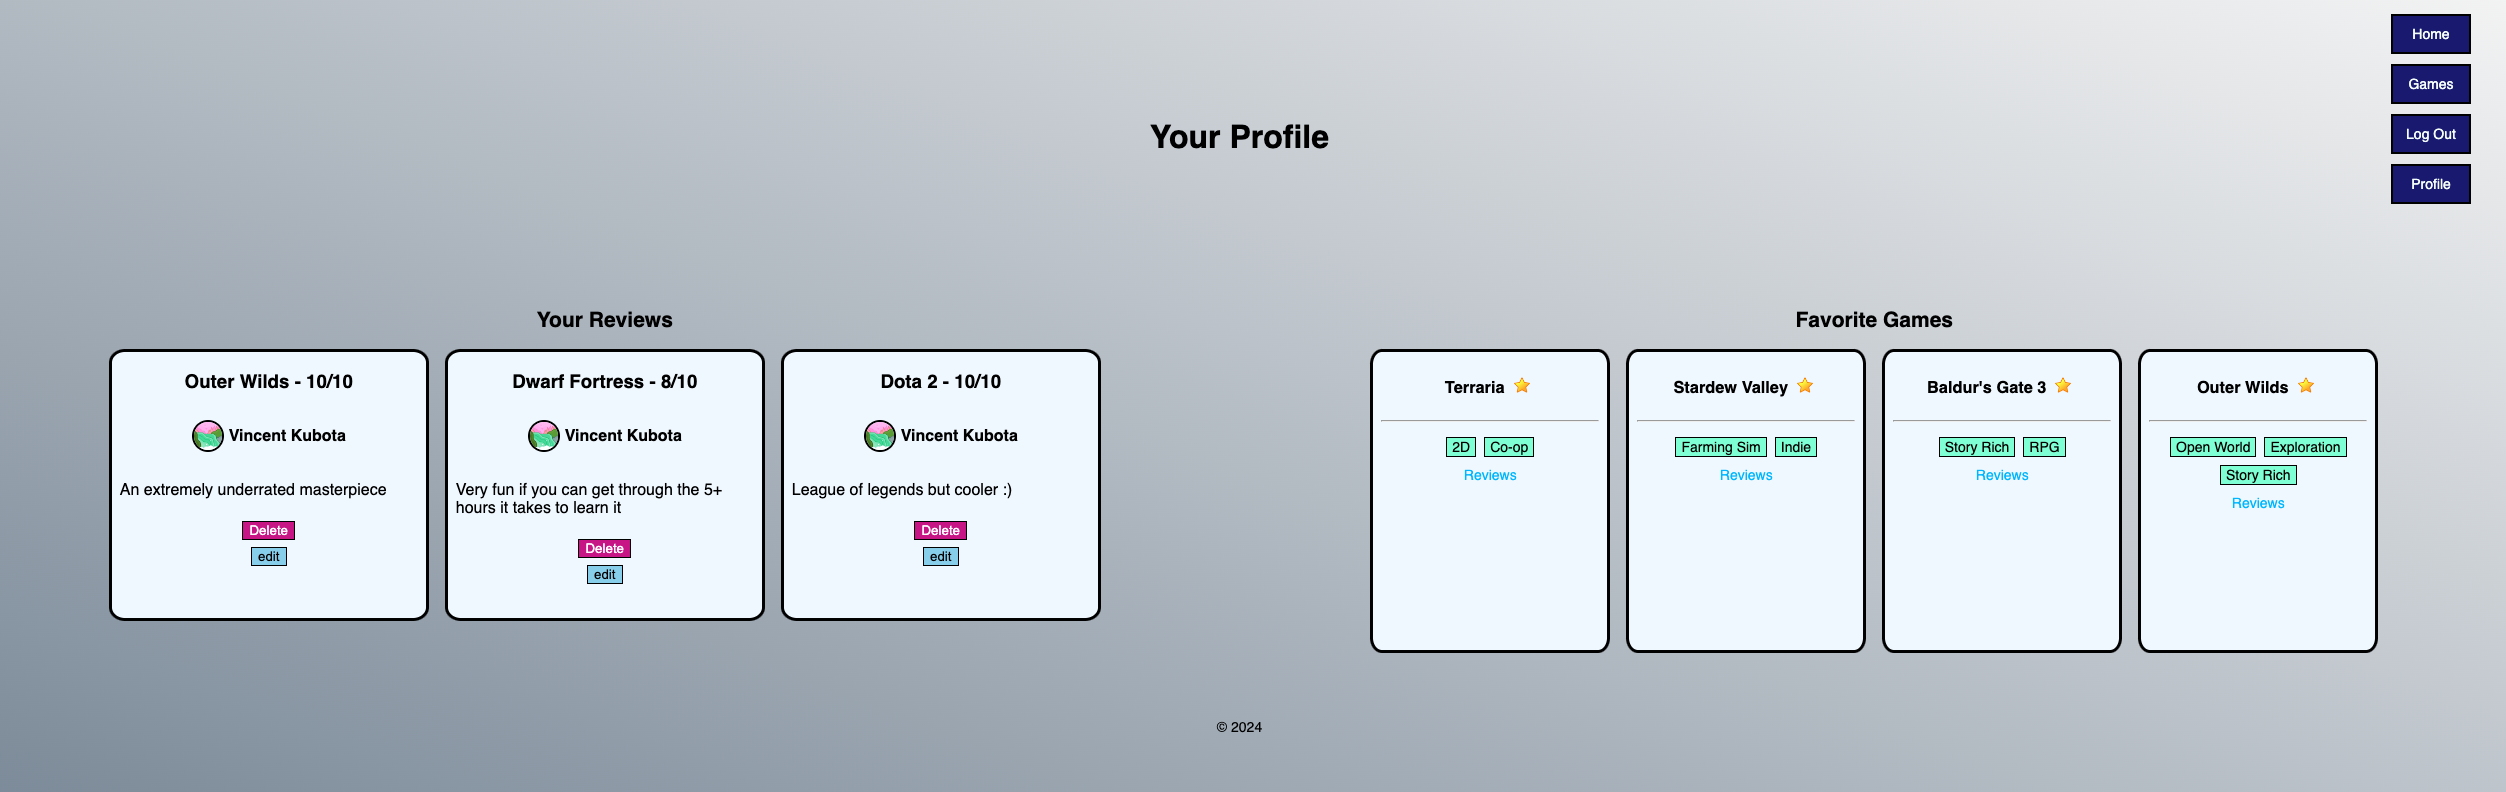 Home
Games
Log Out
Profile
Your Profile
Your Reviews
Outer Wilds - 10/10
Vincent Kubota
An extremely underrated masterpiece
Delete
edit
Dwarf Fortress - 8/10
Vincent Kubota
Very fun if you can get through the 5+
hours it takes to learn it
Delete
edit
Dota 2 - 10/10
Vincent Kubota
League of legends but cooler :)
Delete
edit
Favorite Games
Terraria
2D Co-op
Reviews
Stardew Valley
Farming Sim Indie
Reviews
Baldur's Gate 3
Story Rich RPG
Reviews
Outer Wilds
Open World Exploration
Story Rich
Reviews
© 2024